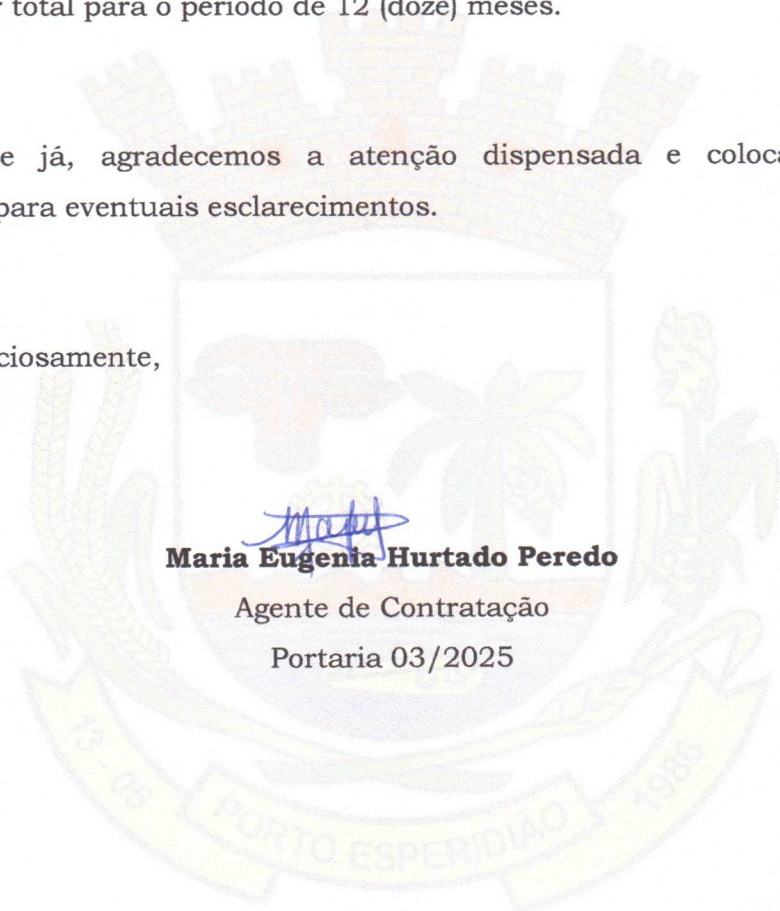 r total para o período de 12 (doze) meses.
e já, agradecemos a atenção dispensada e coloca
para eventuais esclarecimentos.
ciosamente,
Maria Eugenia Hurtado Peredo
Agente de Contratação
Portaria 03/2025
13 - 05
PORTO ESPERIDIÃO
1986